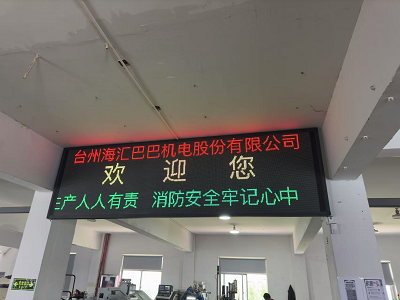 台州海汇巴巴机电股份有限公司
欢迎您
产人人有责 消防安全牢记心中